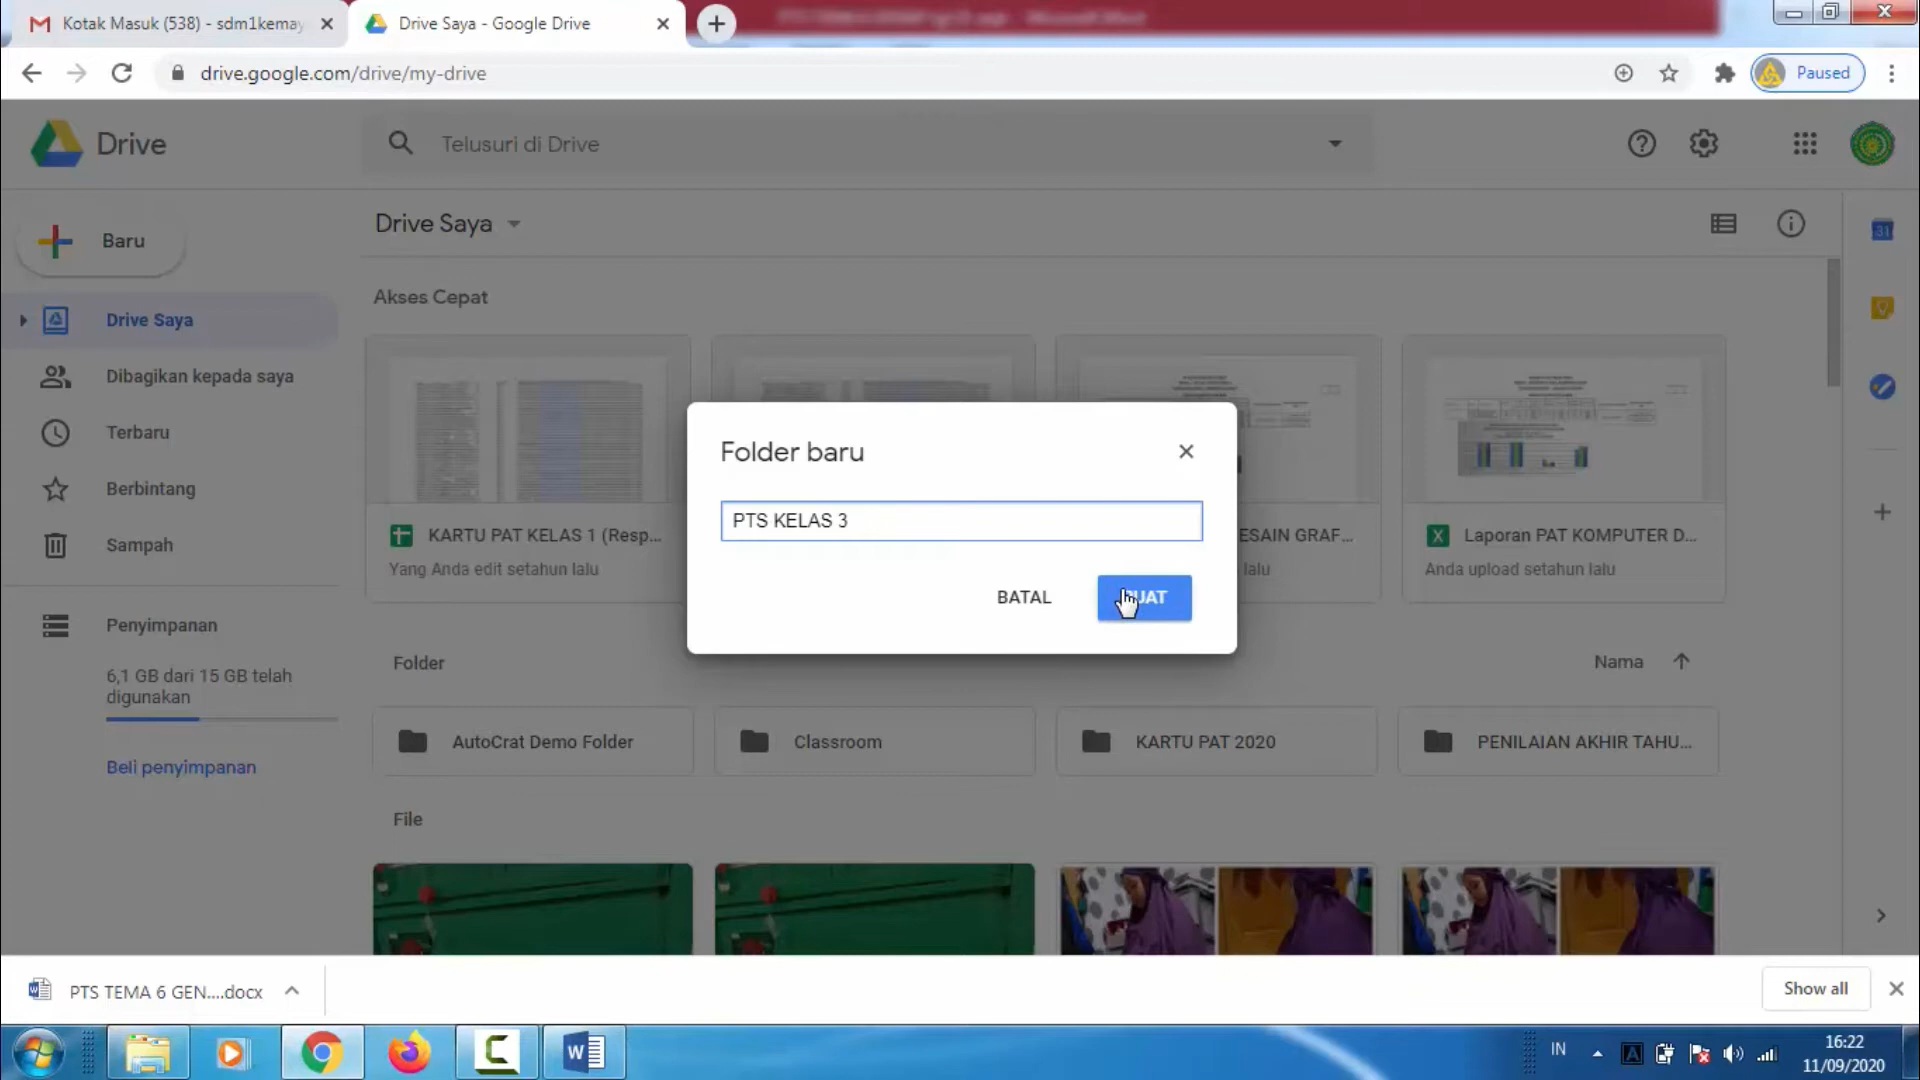 Kotak Masuk (538) - sdm1kemay
Drive Saya - Google Drive
drive.google.com/drive/my-drive
Paused
Drive
Telusuri di Drive
Baru
Drive Saya
31
Akses Cepat
Drive Saya
Dibagikan kepada saya
Terbaru
Berbintang
Sampah
Penyimpanan
6,1 GB dari 15 GB telah
digunakan
Beli penyimpanan
KARTU PAT KELAS 1 (Resp...
Yang Anda edit setahun lalu
ESAIN GRAF...
lalu
Laporan PAT KOMPUTER D...
Anda upload setahun lalu
Folder baru
PTS KELAS 3
BATAL
UAT
Folder
Nama
AutoCrat Demo Folder
Classroom
KARTU PAT 2020
PENILAIAN AKHIR TAHU...
File
PTS TEMA 6 GEN....docx
Show all
IN
16:22
11/09/2020